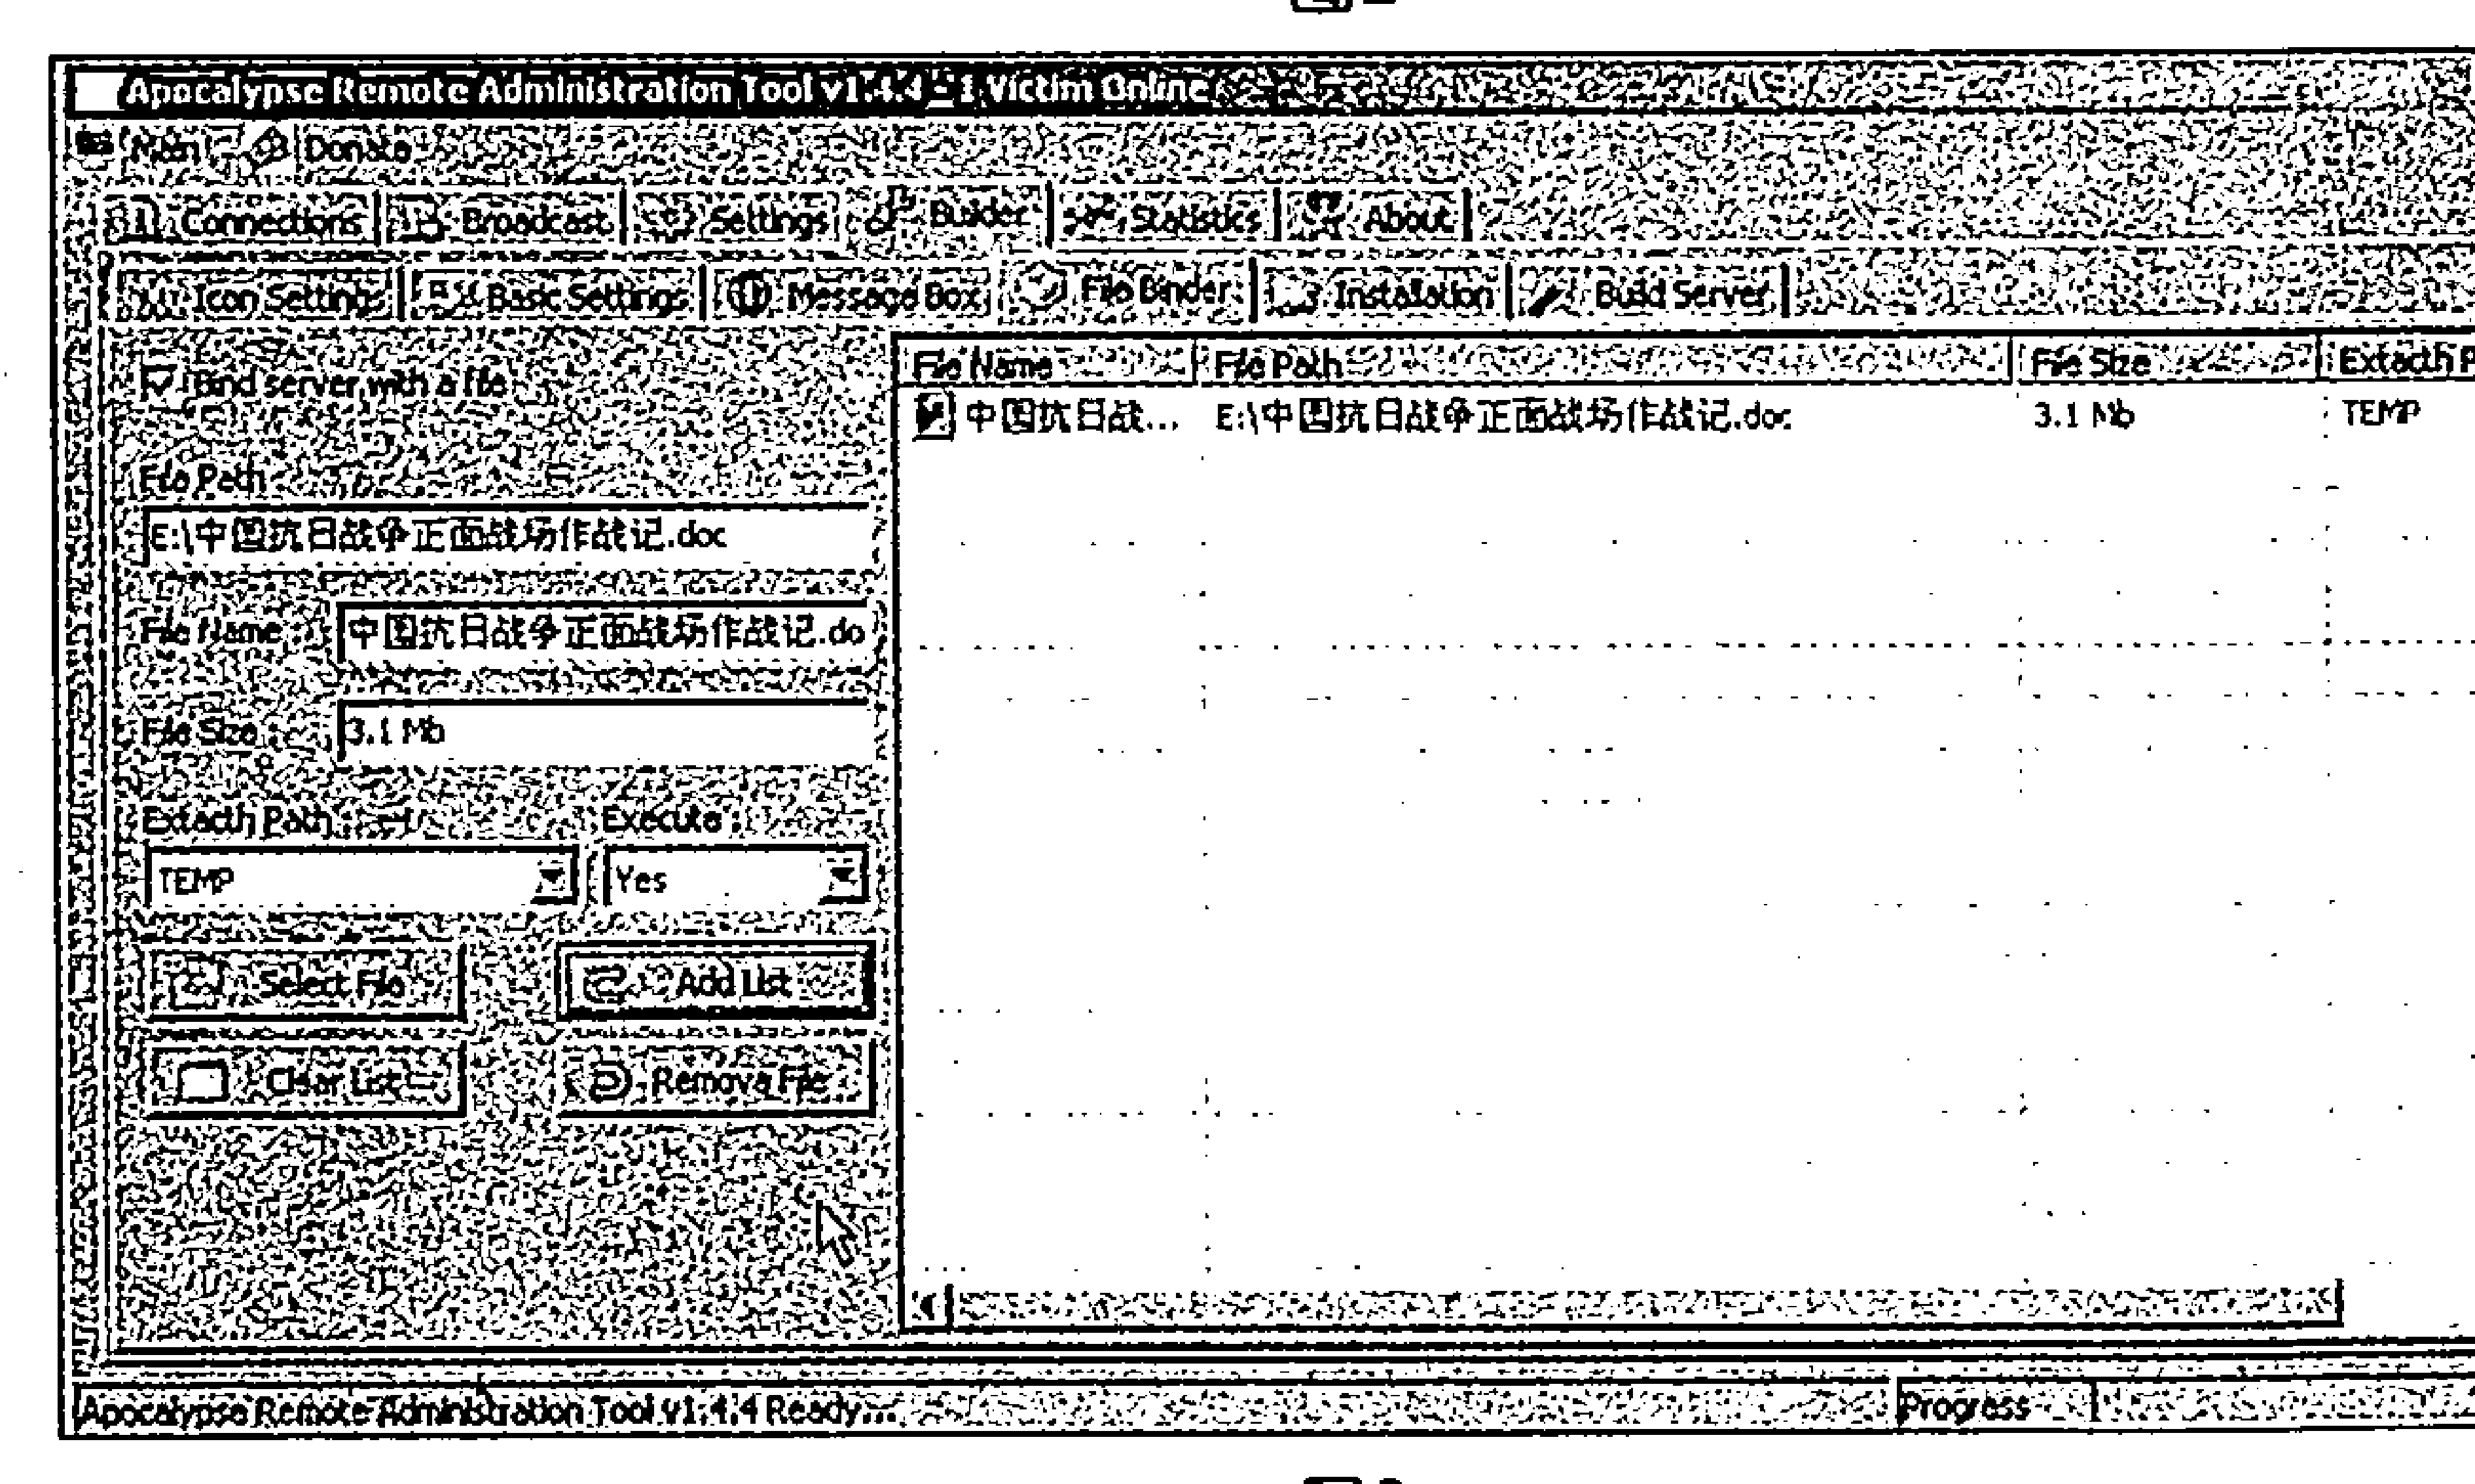 Apocalypse Remote Administration Tool v1.4.4 - 1 Victim Online
Main Donate
Connections Broadcast Settings Builder Statistics About
Icon Settings Basic Settings Message Box File Binder Installation Build Server
Bind server with a file
File Path
E:\中国抗日战争正面战场作战记.doc
File Name : 中国抗日战争正面战场作战记.do
File Size : 3.1 Mb
Extacth Path : Execute :
TEMP Yes
Select File Add List
Clear List Remove File
File Name File Path File Size Extacth P
中国抗日战... E:\中国抗日战争正面战场作战记.doc 3.1 Mb TEMP
Apocalypse Remote Administration Tool v1.4.4 Ready... Progress